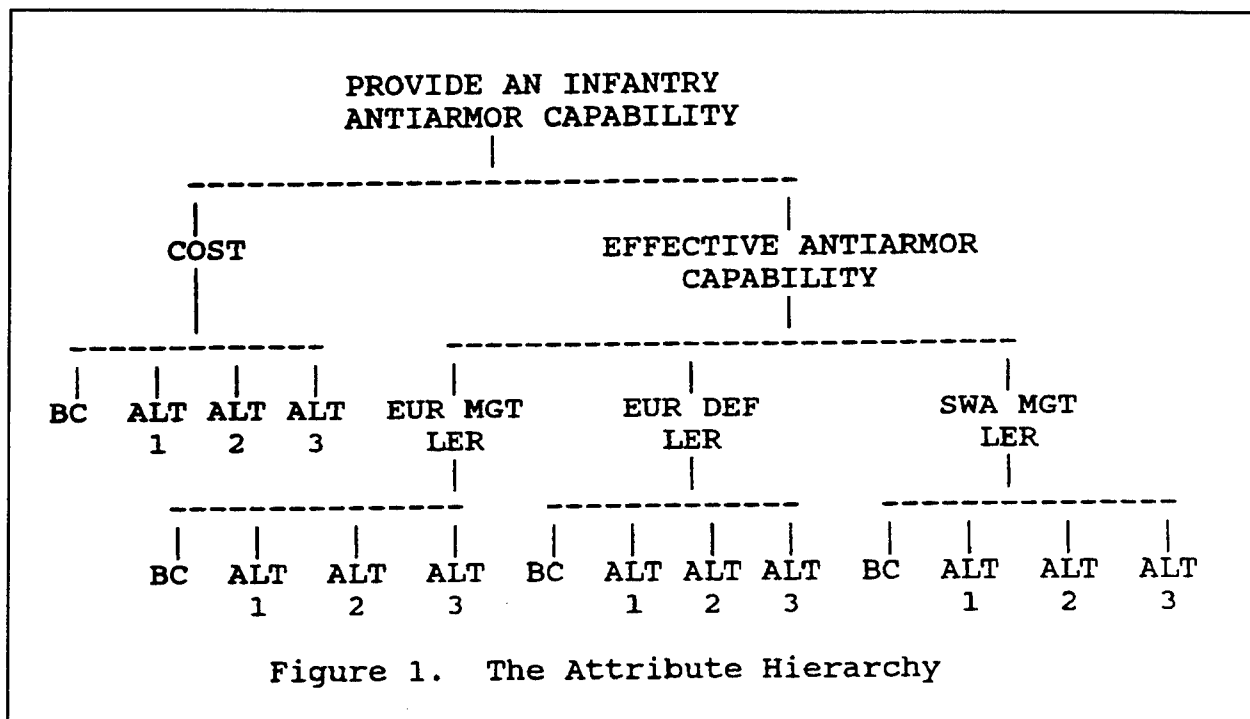 PROVIDE AN INFANTRY
ANTIARMOR CAPABILITY
COST
EFFECTIVE ANTIARMOR
CAPABILITY
BC ALT ALT ALT EUR MGT EUR DEF SWA MGT
1 2 3 LER LER LER
BC ALT ALT ALT BC ALT ALT ALT BC ALT ALT ALT
1 2 3 1 2 3 1 2 3
Figure 1. The Attribute Hierarchy